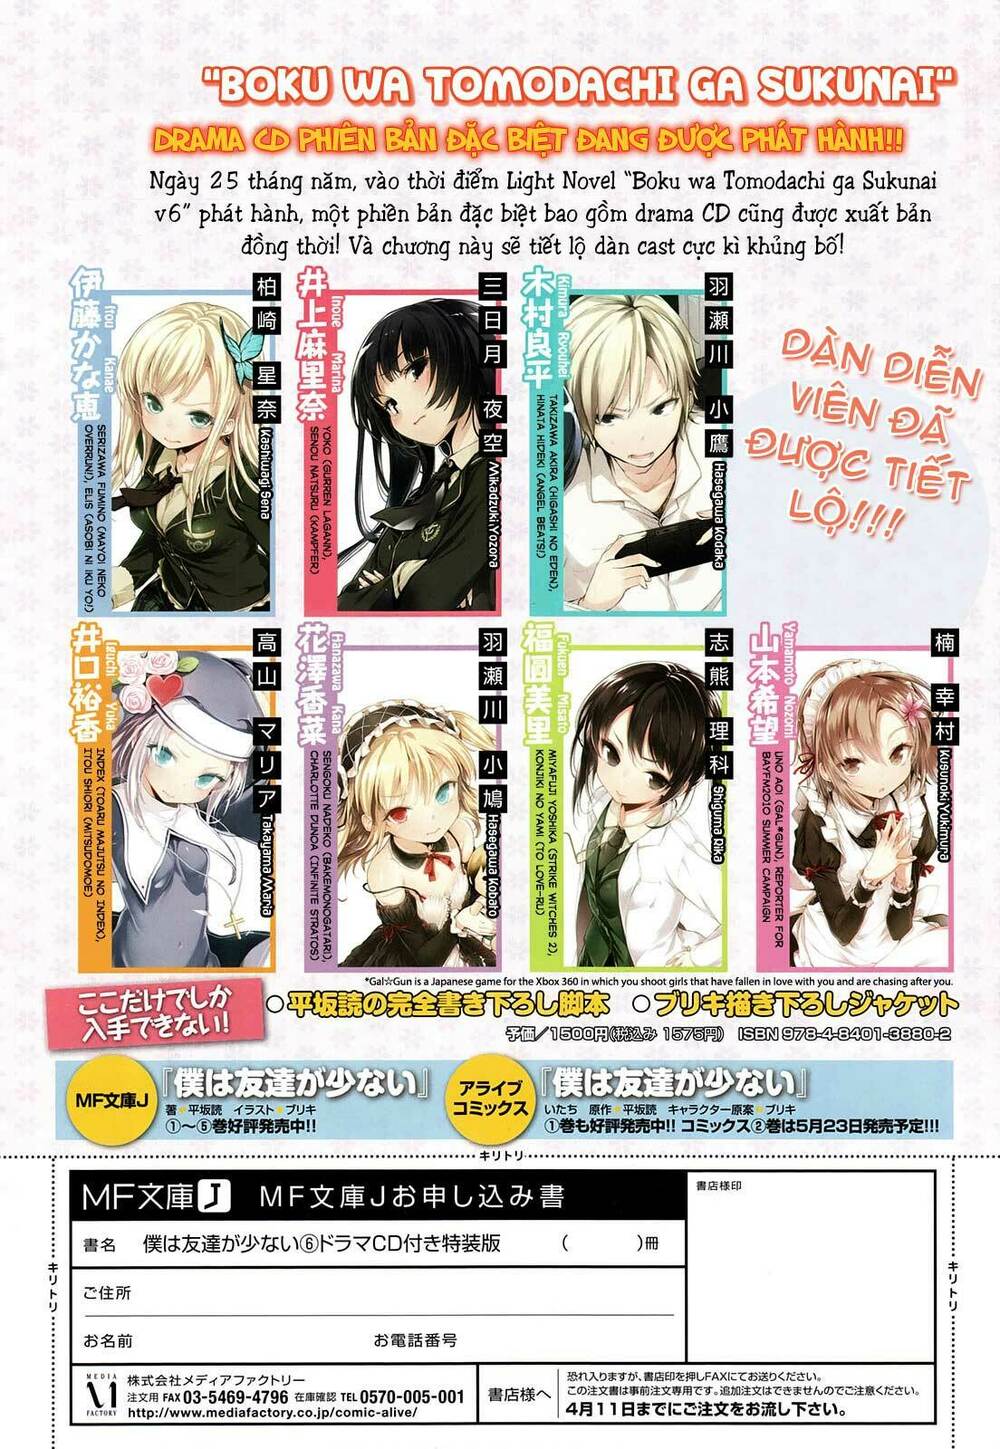 "BOKU WA TOMODACHI GA SUKUNAI"
DRAMA CD PHIÊN BẢN ĐẶC BIỆT ĐANG ĐƯỢC PHÁT HÀNH!!
Ngày 25 tháng năm, vào thời điểm Light Novel "Boku wa Tomodachi ga Sukunai
v6" phát hành, một phiên bản đặc biệt bao gồm drama CD cũng được xuất bản
đồng thời! Và chương này sẽ tiết lộ dàn cast cực kì khủng bố!
伊藤かな恵
Itou Kanae
SERIZAWA FUMINO (MAYOI NEKO
OVERRUN!), ELIS (ASOBI NI IKU YO!)
柏崎星奈
Kashiwagi Sena
井上麻里奈
Inoue Marina
YOKO (GURREN LAGANN),
SENOU NATSURU (KAMPFER)
三日月夜空
Mikadzuki Yozora
木村良平
Kimura Ryouhei
TAKIZAWA AKIRA (HIGASHI NO EDEN),
HINATA HIDEKI (ANGEL BEATS!)
羽瀬川小鷹
Hasegawa Kodaka
DÀN DIỄN
VIÊN ĐÃ
ĐƯỢC TIẾT
LỘ!!!
井口裕香
Iguchi Yuka
INDEX (TOARU MAJUTSU NO INDEX),
ITOU SHIORI (MITSUDOMOE)
高山マリア
Takayama Maria
花澤香菜
Hanazawa Kana
SENGOKU NADEKO (BAKEMONOGATARI),
CHARLOTTE DUNOA (INFINITE STRATOS)
羽瀬川小鳩
Hasegawa Kobato
福圓美里
Fukuen Misato
MIYAFUJI YOSHIKA (STRIKE WITCHES 2),
KONJIKI NO YAMI (TO LOVE-RU)
志熊理科
Shiguma Rika
山本希望
Yamamoto Nozomi
UNO AOI (GAL*GUN), REPORTER FOR
BAYFM2010 SUMMER CAMPAIGN
楠幸村
Kusunoki Yukimura
*Gal☆Gun is a Japanese game for the Xbox 360 in which you shoot girls that have fallen in love with you and are chasing after you.
ここだけでしか
入手できない!
●平坂読の完全書き下ろし脚本 ●ブリキ描き下ろしジャケット
予価/1500円(税込み 1575円) ISBN 978-4-8401-3880-2
MF文庫J
『僕は友達が少ない』
著●平坂読 イラスト●ブリキ
①〜⑤巻好評発売中!!
アライブ
コミックス
『僕は友達が少ない』
いたち 原作●平坂読 キャラクター原案●ブリキ
①巻も好評発売中!! コミックス②巻は5月23日発売予定!!!
キリトリ
MF文庫J MF文庫Jお申し込み書
書店様印
書名 僕は友達が少ない⑥ドラマCD付き特装版 ( )冊
キリトリ
キリトリ
ご住所
お名前 お電話番号
MEDIA FACTORY
株式会社メディアファクトリー
注文用 FAX 03-5469-4796 在庫確認 TEL 0570-005-001
http://www.mediafactory.co.jp/comic-alive/
書店様へ
恐れ入りますが、書店印を押しFAXにてお送りください。
この注文書は事前注文専用です。追加注文はできませんのでご注意ください。
4月11日までにご注文をお流し下さい。